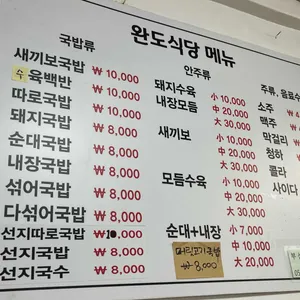 완도식당 메뉴
국밥류
새끼보국밥 ₩ 10,000
수육백반 ₩ 10,000
따로국밥 ₩ 10,000
돼지국밥 ₩ 8,000
순대국밥 ₩ 8,000
내장국밥 ₩ 8,000
섞어국밥 ₩ 8,000
다섞어국밥 ₩ 8,000
선지따로국밥 ₩10,000
선지국밥 ₩ 8,000
선지국수 ₩ 8,000
안주류
돼지수육 小 10,000
내장모듬 中 20,000
大 30,000
새끼보 小 10,000
中 20,000
大 30,000
모듬수육 小 10,000
中 20,000
大 30,000
순대+내장 小 7,000
中 10,000
大 20,000
머릿고기국밥
₩ 8,000
주류, 음료수
소주 ₩
맥주 ₩
막걸리
청하
콜라
사이다